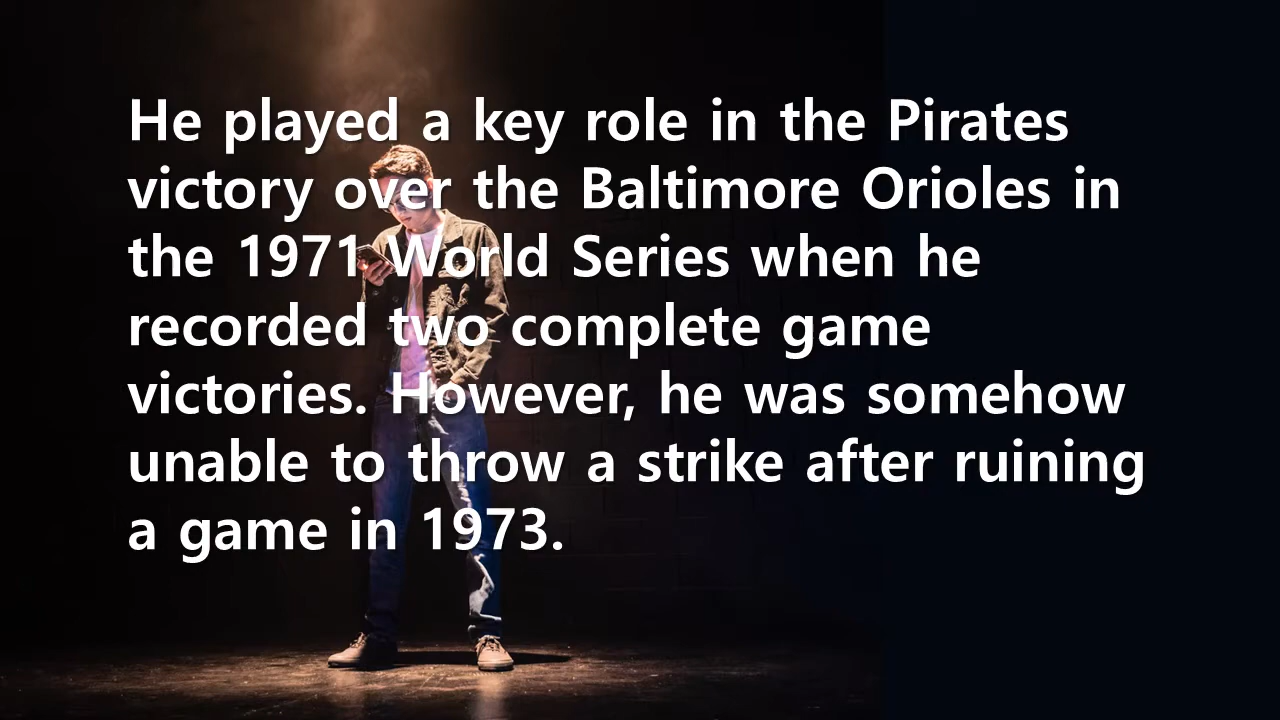 He played a key role in the Pirates
victory over the Baltimore Orioles in
the 1971 World Series when he
recorded two complete game
victories. However, he was somehow
unable to throw a strike after ruining
a game in 1973.